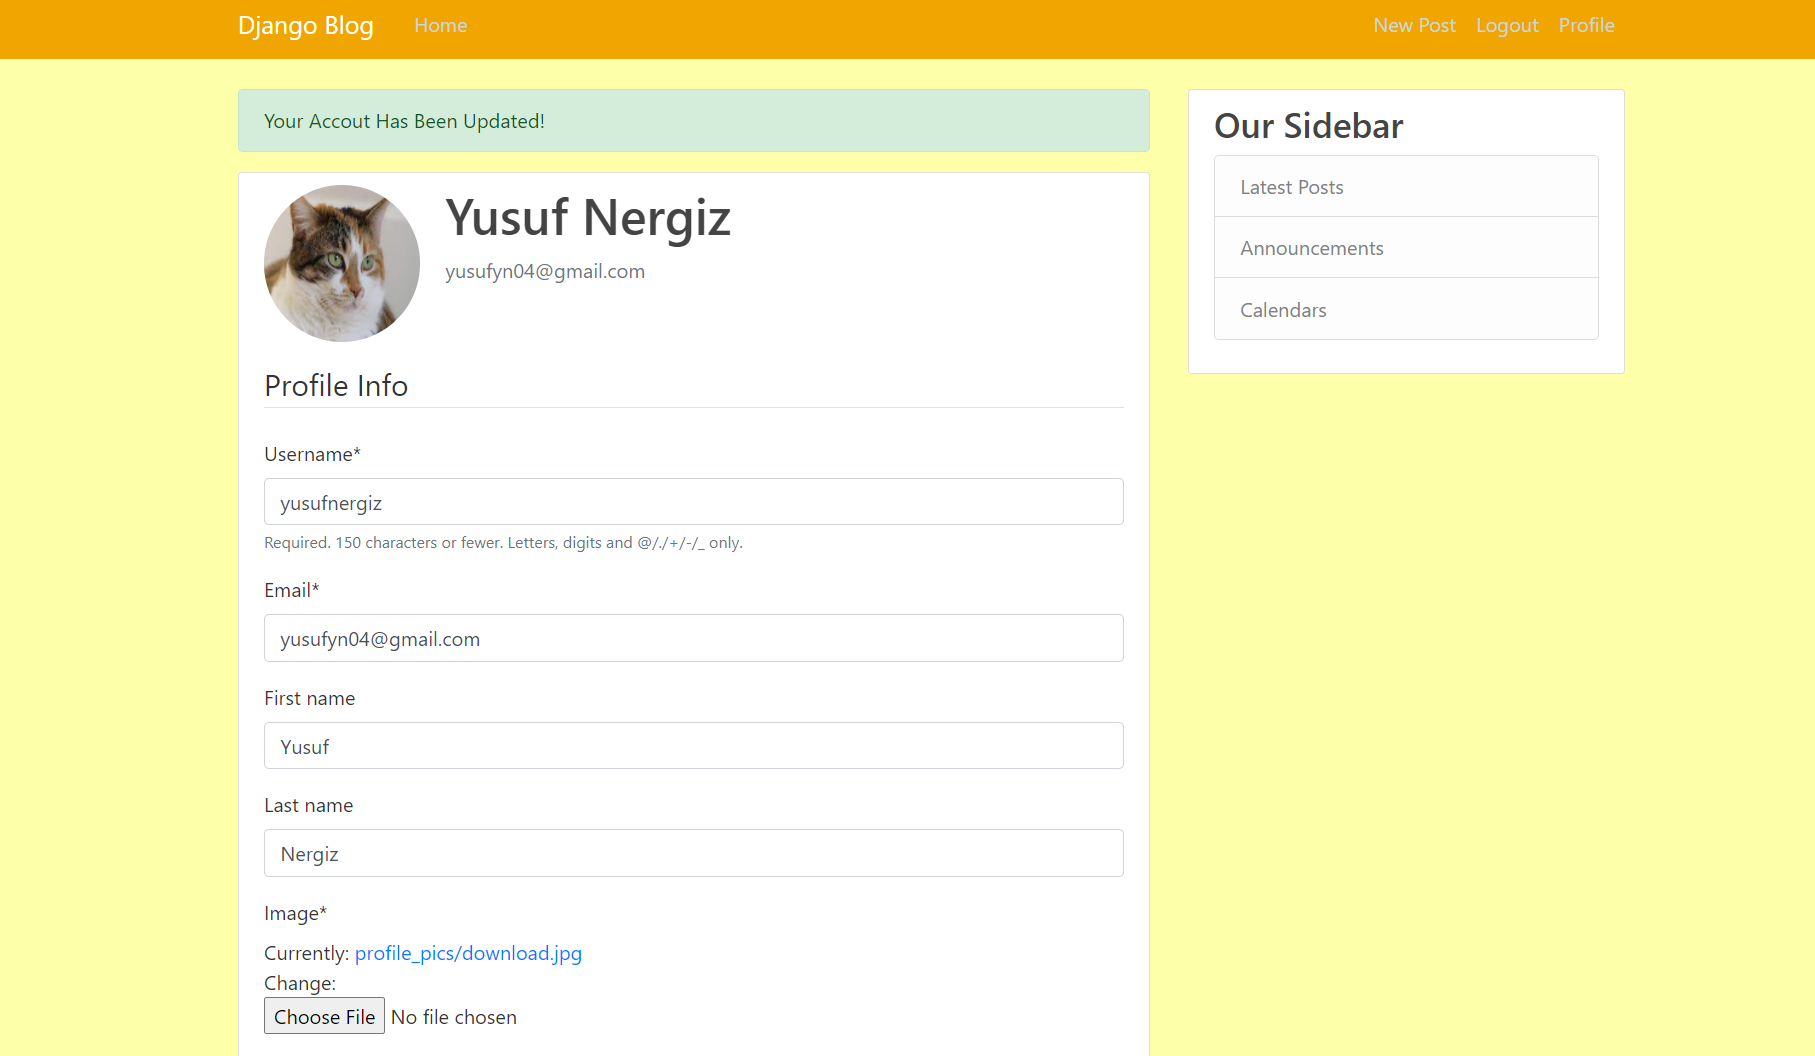 Django Blog Home New Post Logout Profile
Your Accout Has Been Updated!
Yusuf Nergiz
yusufyn04@gmail.com
Profile Info
Username*
yusufnergiz
Required. 150 characters or fewer. Letters, digits and @/./+/-/_ only.
Email*
yusufyn04@gmail.com
First name
Yusuf
Last name
Nergiz
Image*
Currently: profile_pics/download.jpg
Change:
Choose File No file chosen
Our Sidebar
Latest Posts
Announcements
Calendars